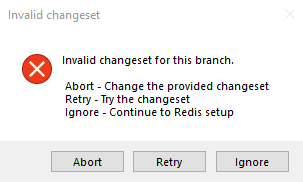 Invalid changeset
Invalid changeset for this branch.
Abort - Change the provided changeset
Retry - Try the changeset
Ignore - Continue to Redis setup
Abort Retry Ignore